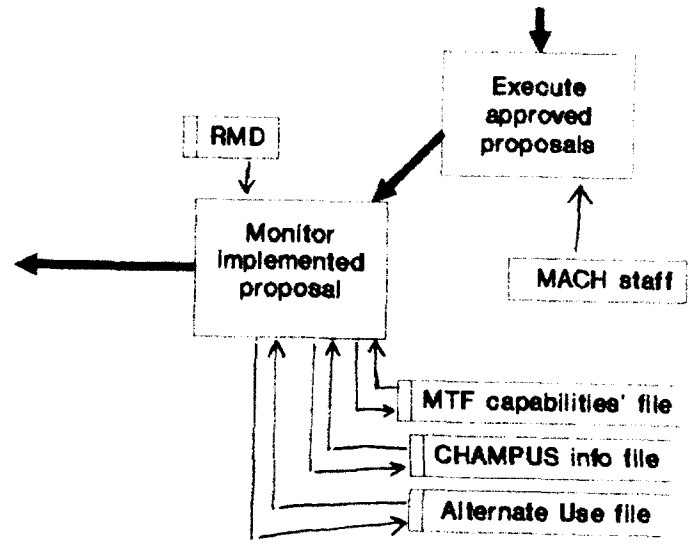 Execute
approved
proposals
RMD
Monitor
implemented
proposal
MACH staff
MTF capabilities' file
CHAMPUS info file
Alternate Use file